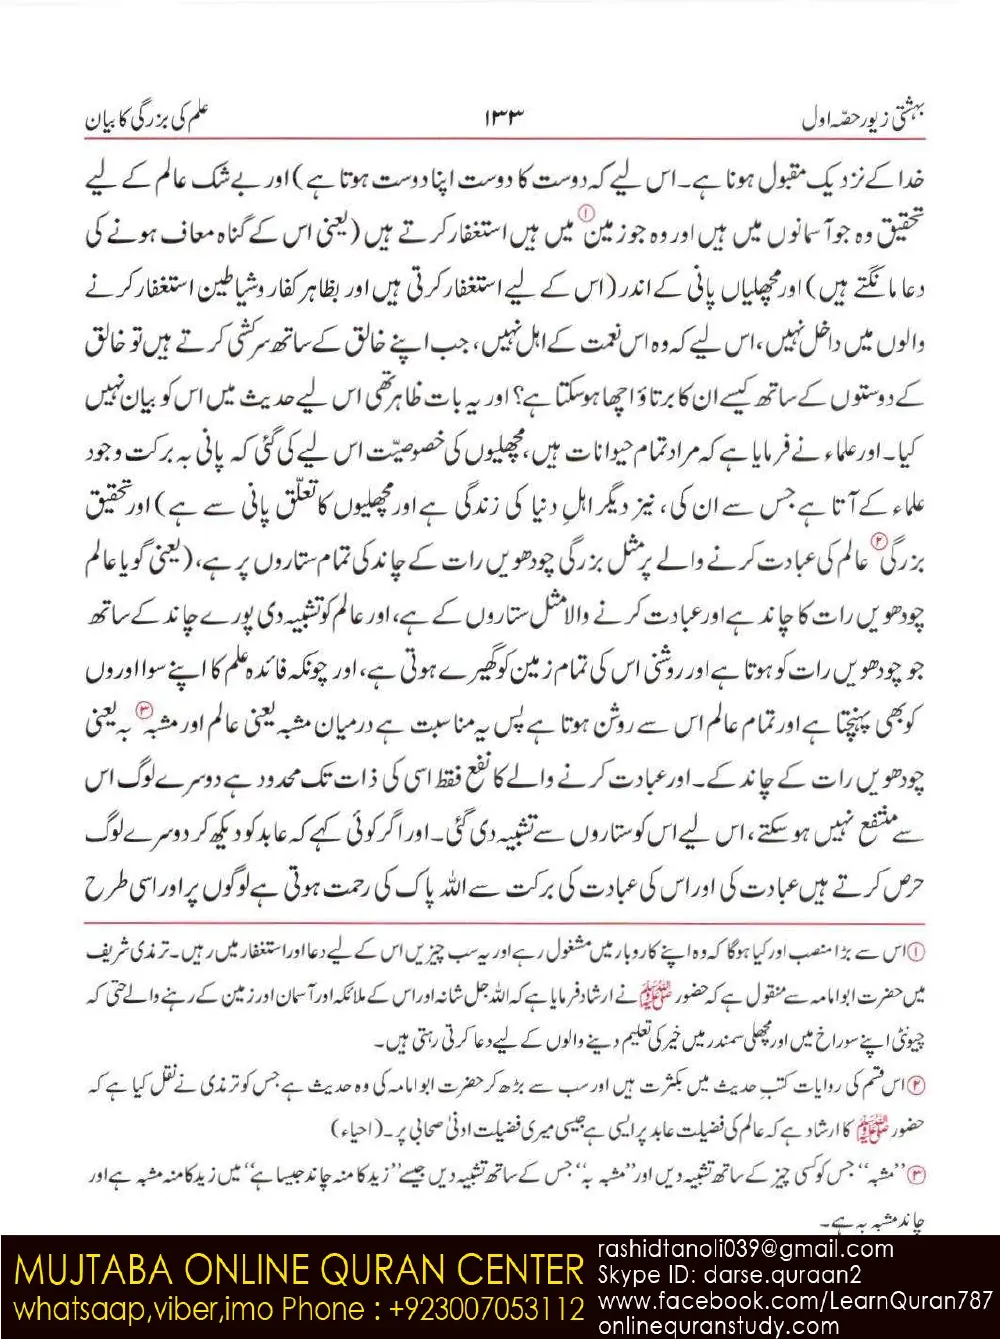 بہشتی زیور حصّہ اول ۱۳۳ علم کی بزرگی کا بیان
خدا کے نزدیک مقبول ہونا ہے۔ اس لیے کہ دوست کا دوست اپنا دوست ہوتا ہے) اور بے شک عالم کے لیے
تحقیق وہ جو آسمانوں میں ہیں اور وہ جو زمین① میں ہیں استغفار کرتے ہیں (یعنی اس کے گناہ معاف ہونے کی
دعا مانگتے ہیں) اور مچھلیاں پانی کے اندر (اس کے لیے استغفار کرتی ہیں اور بظاہر کفار و شیاطین استغفار کرنے
والوں میں داخل نہیں، اس لیے کہ وہ اس نعمت کے اہل نہیں، جب اپنے خالق کے ساتھ سرکشی کرتے ہیں تو خالق
کے دوستوں کے ساتھ کیسے ان کا برتاؤ اچھا ہوسکتا ہے؟ اور یہ بات ظاہر تھی اس لیے حدیث میں اس کو بیان نہیں
کیا۔ اور علماء نے فرمایا ہے کہ مراد تمام حیوانات ہیں، مچھلیوں کی خصوصیّت اس لیے کی گئی کہ پانی بہ برکت وجود
علماء کے آتا ہے جس سے ان کی، نیز دیگر اہلِ دنیا کی زندگی ہے اور مچھلیوں کا تعلّق پانی سے ہے) اور تحقیق
بزرگی② عالم کی عبادت کرنے والے پر مثل بزرگی چودھویں رات کے چاند کی تمام ستاروں پر ہے، (یعنی گویا عالم
چودھویں رات کا چاند ہے اور عبادت کرنے والا مثل ستاروں کے ہے، اور عالم کو تشبیہ دی پورے چاند کے ساتھ
جو چودھویں رات کو ہوتا ہے اور روشنی اس کی تمام زمین کو گھیرے ہوتی ہے، اور چونکہ فائدہ علم کا اپنے سوا اوروں
کو بھی پہنچتا ہے اور تمام عالم اس سے روشن ہوتا ہے پس یہ مناسبت ہے درمیان مشبہ یعنی عالم اور مشبہ③ بہ یعنی
چودھویں رات کے چاند کے۔ اور عبادت کرنے والے کا نفع فقط اسی کی ذات تک محدود ہے دوسرے لوگ اس
سے منتفع نہیں ہوسکتے، اس لیے اس کو ستاروں سے تشبیہ دی گئی۔ اور اگر کوئی کہے کہ عابد کو دیکھ کر دوسرے لوگ
حرص کرتے ہیں عبادت کی اور اس کی عبادت کی برکت سے اللہ پاک کی رحمت ہوتی ہے لوگوں پر اور اسی طرح
① اس سے بڑا منصب اور کیا ہوگا کہ وہ اپنے کاروبار میں مشغول رہے اور یہ سب چیزیں اس کے لیے دعا اور استغفار میں رہیں۔ ترمذی شریف
میں حضرت ابوامامہ سے منقول ہے کہ حضور ﷺ نے ارشاد فرمایا ہے کہ اللہ جل شانہ اور اس کے ملائکہ اور آسمان اور زمین کے رہنے والے حتیٰ کہ
چیونٹی اپنے سوراخ میں اور مچھلی سمندر میں خیر کی تعلیم دینے والوں کے لیے دعا کرتی رہتی ہیں۔
② اس قسم کی روایات کتبِ حدیث میں بکثرت ہیں اور سب سے بڑھ کر حضرت ابوامامہ کی وہ حدیث ہے جس کو ترمذی نے نقل کیا ہے کہ
حضور ﷺ کا ارشاد ہے کہ عالم کی فضیلت عابد پر ایسی ہے جیسی میری فضیلت ادنیٰ صحابی پر۔ (احیاء)
③ ”مشبہ“ جس کو کسی چیز کے ساتھ تشبیہ دیں اور ”مشبہ بہ“ جس کے ساتھ تشبیہ دیں جیسے ”زید کا منہ چاند جیسا ہے“ میں زید کا منہ مشبہ ہے اور
چاند مشبہ بہ ہے۔
MUJTABA ONLINE QURAN CENTER
whatsaap,viber,imo Phone : +923007053112
rashidtanoli039@gmail.com
Skype ID: darse.quraan2
www.facebook.com/LearnQuran787
onlinequranstudy.com